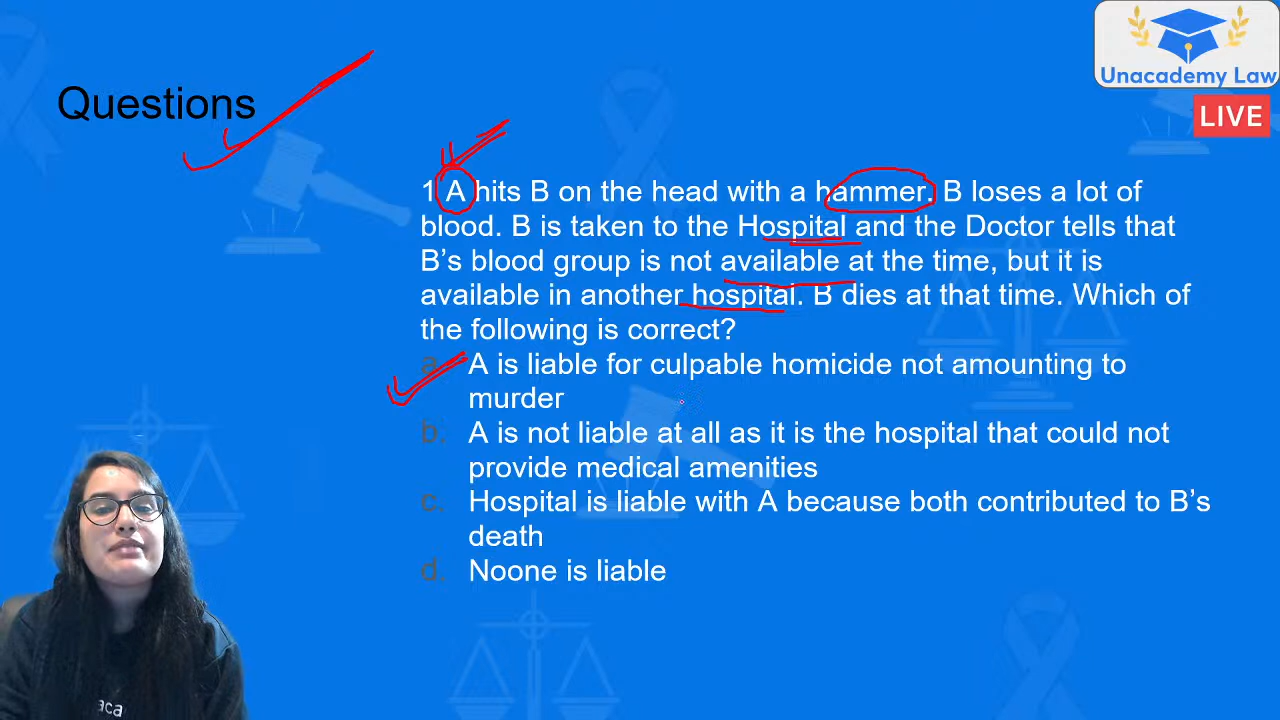 Unacademy Law
LIVE
Questions
1 A hits B on the head with a hammer. B loses a lot of
blood. B is taken to the Hospital and the Doctor tells that
B's blood group is not available at the time, but it is
available in another hospital. B dies at that time. Which of
the following is correct?
a. A is liable for culpable homicide not amounting to
murder
b. A is not liable at all as it is the hospital that could not
provide medical amenities
c. Hospital is liable with A because both contributed to B's
death
d. Noone is liable
aca